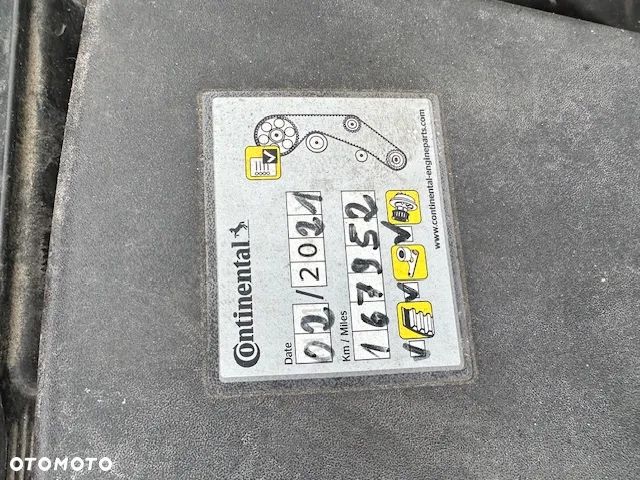 Continental
Date
02/2021
Km / Miles
167952
www.continental-engineparts.com
OTOMOTO